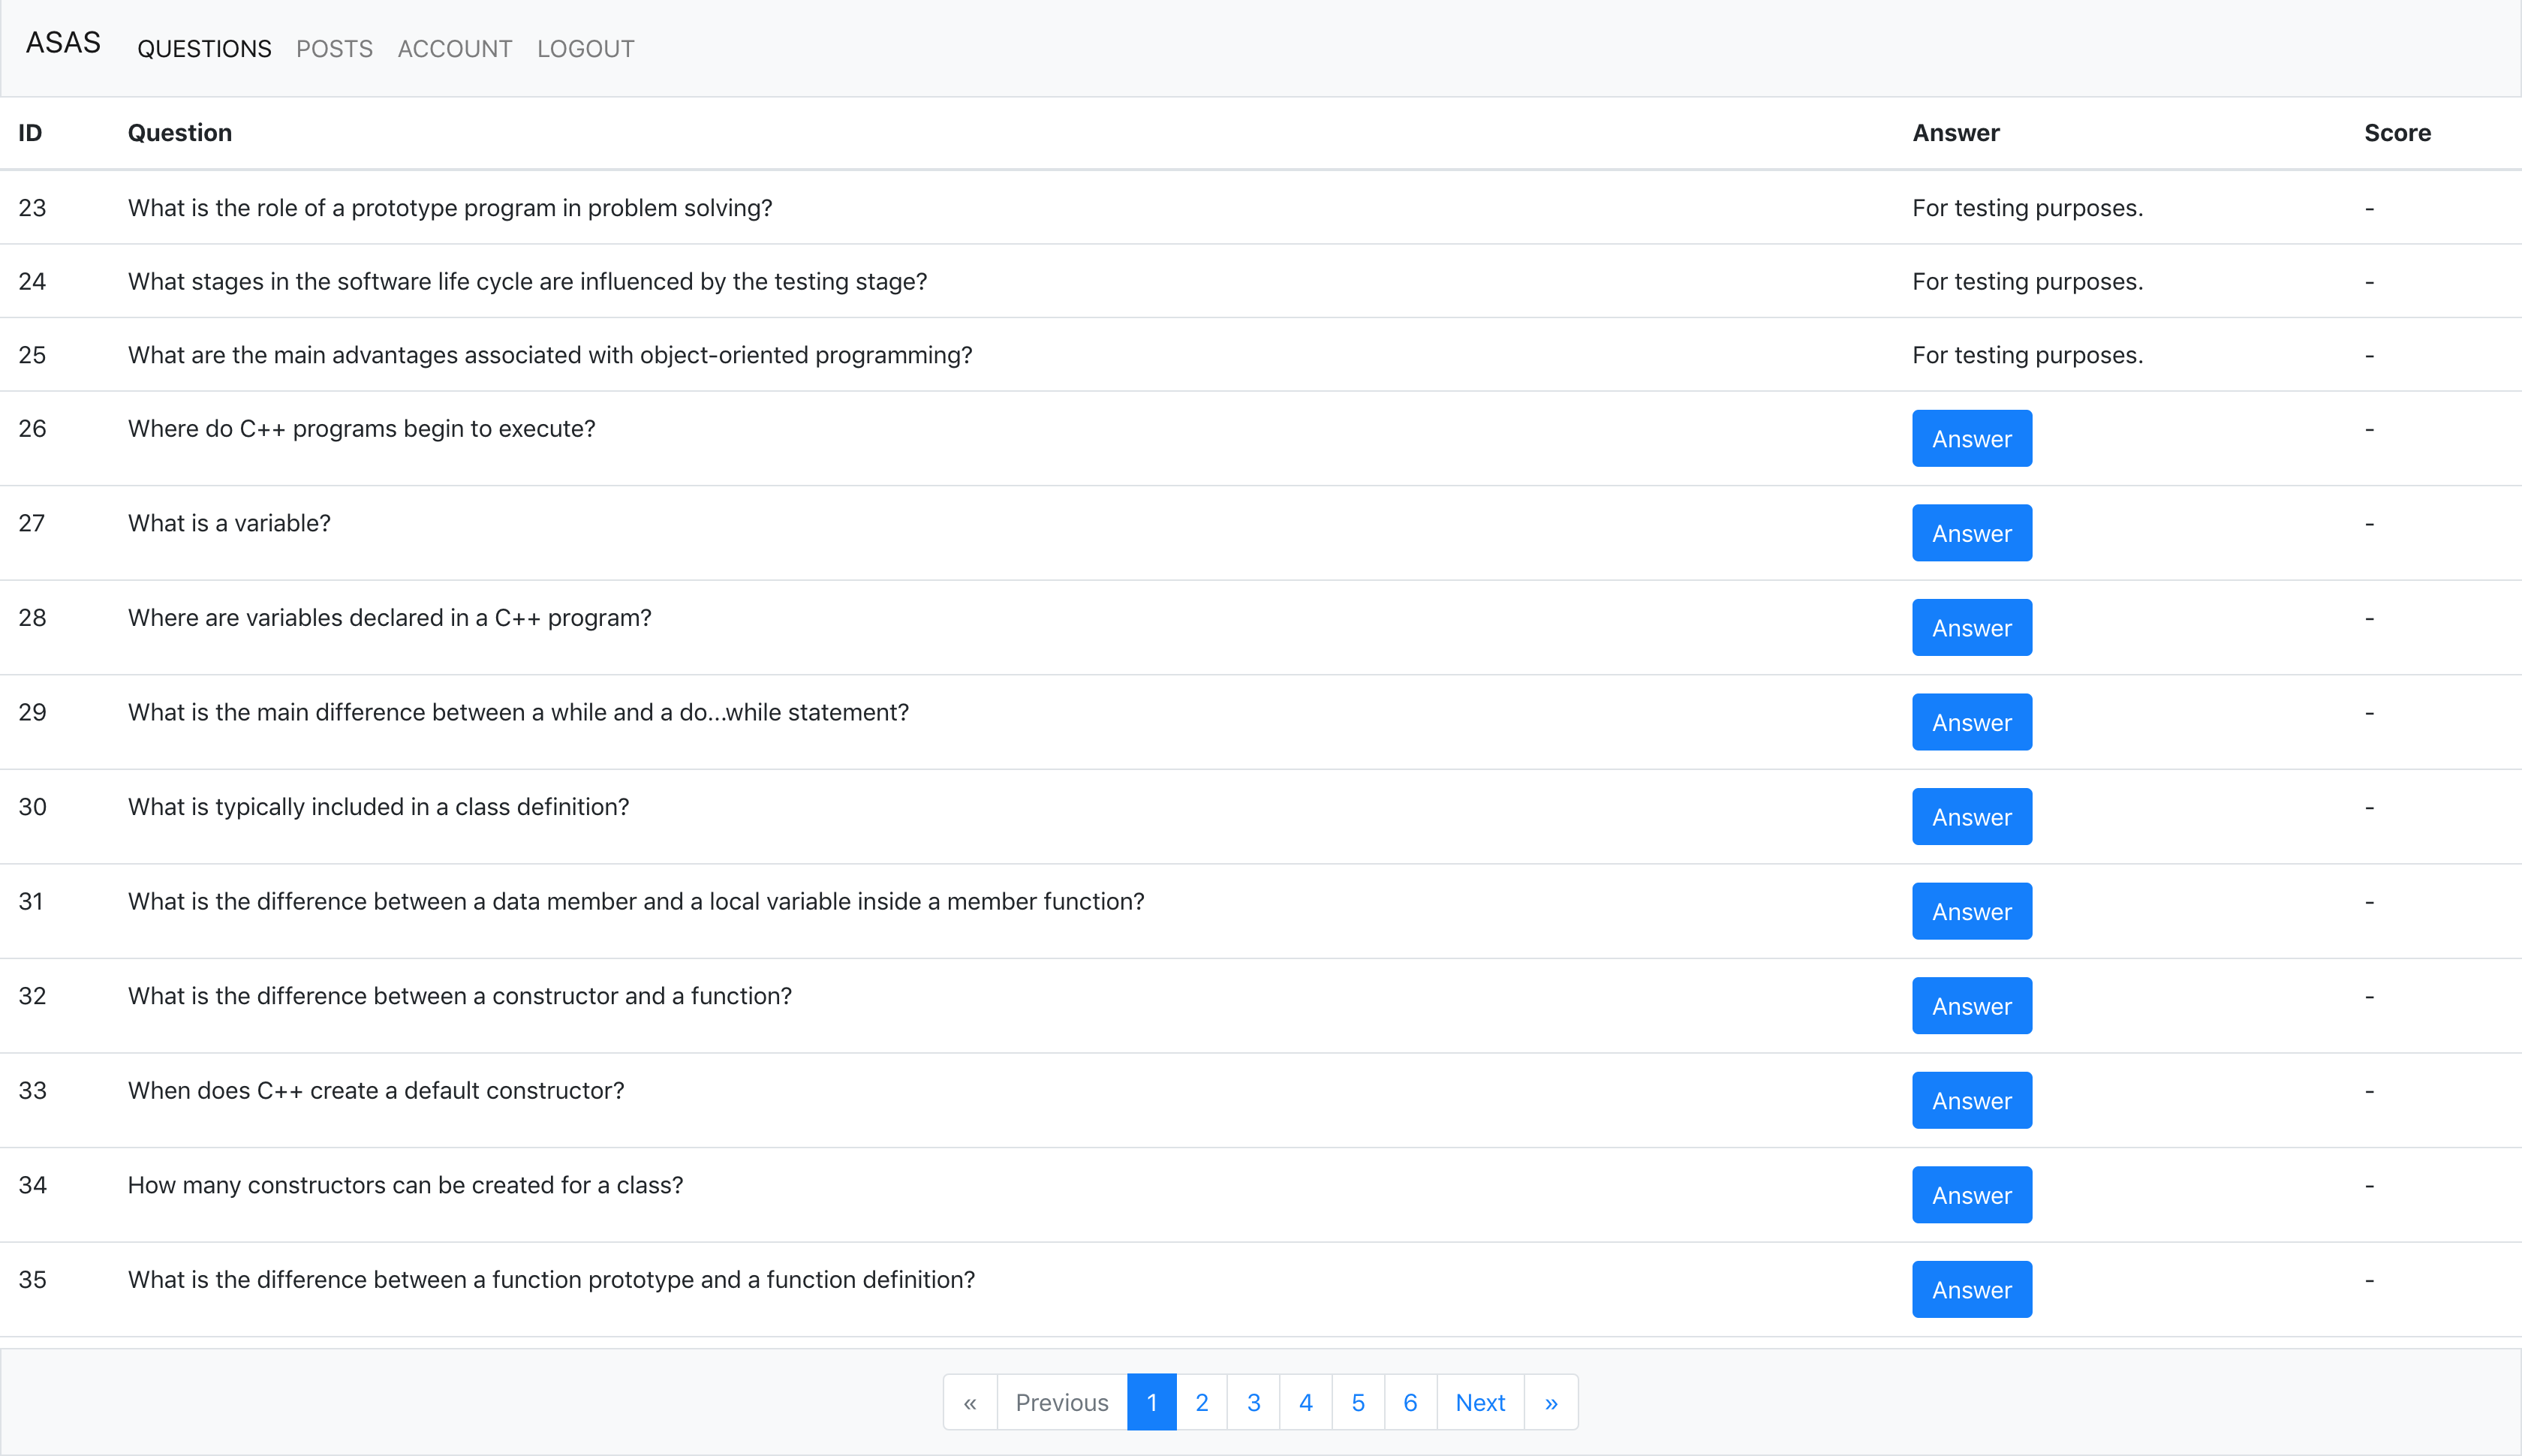 ASAS QUESTIONS POSTS ACCOUNT LOGOUT
ID Question Answer Score
23 What is the role of a prototype program in problem solving? For testing purposes. -
24 What stages in the software life cycle are influenced by the testing stage? For testing purposes. -
25 What are the main advantages associated with object-oriented programming? For testing purposes. -
26 Where do C++ programs begin to execute? Answer -
27 What is a variable? Answer -
28 Where are variables declared in a C++ program? Answer -
29 What is the main difference between a while and a do...while statement? Answer -
30 What is typically included in a class definition? Answer -
31 What is the difference between a data member and a local variable inside a member function? Answer -
32 What is the difference between a constructor and a function? Answer -
33 When does C++ create a default constructor? Answer -
34 How many constructors can be created for a class? Answer -
35 What is the difference between a function prototype and a function definition? Answer -
« Previous 1 2 3 4 5 6 Next »